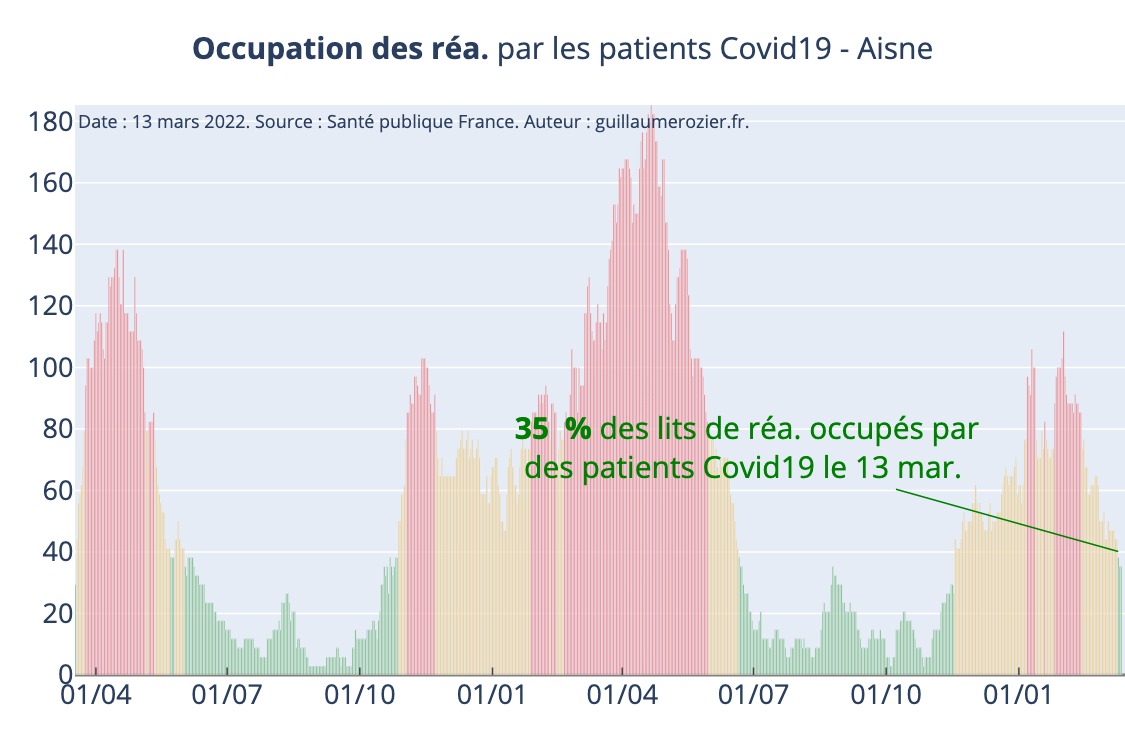 Occupation des réa. par les patients Covid19 - Aisne
180
Date : 13 mars 2022. Source : Santé publique France. Auteur : guillaumerozier.fr.
160
140
120
100
80
35 % des lits de réa. occupés par
des patients Covid19 le 13 mar.
60
40
20
0
01/04 01/07 01/10 01/01 01/04 01/07 01/10 01/01